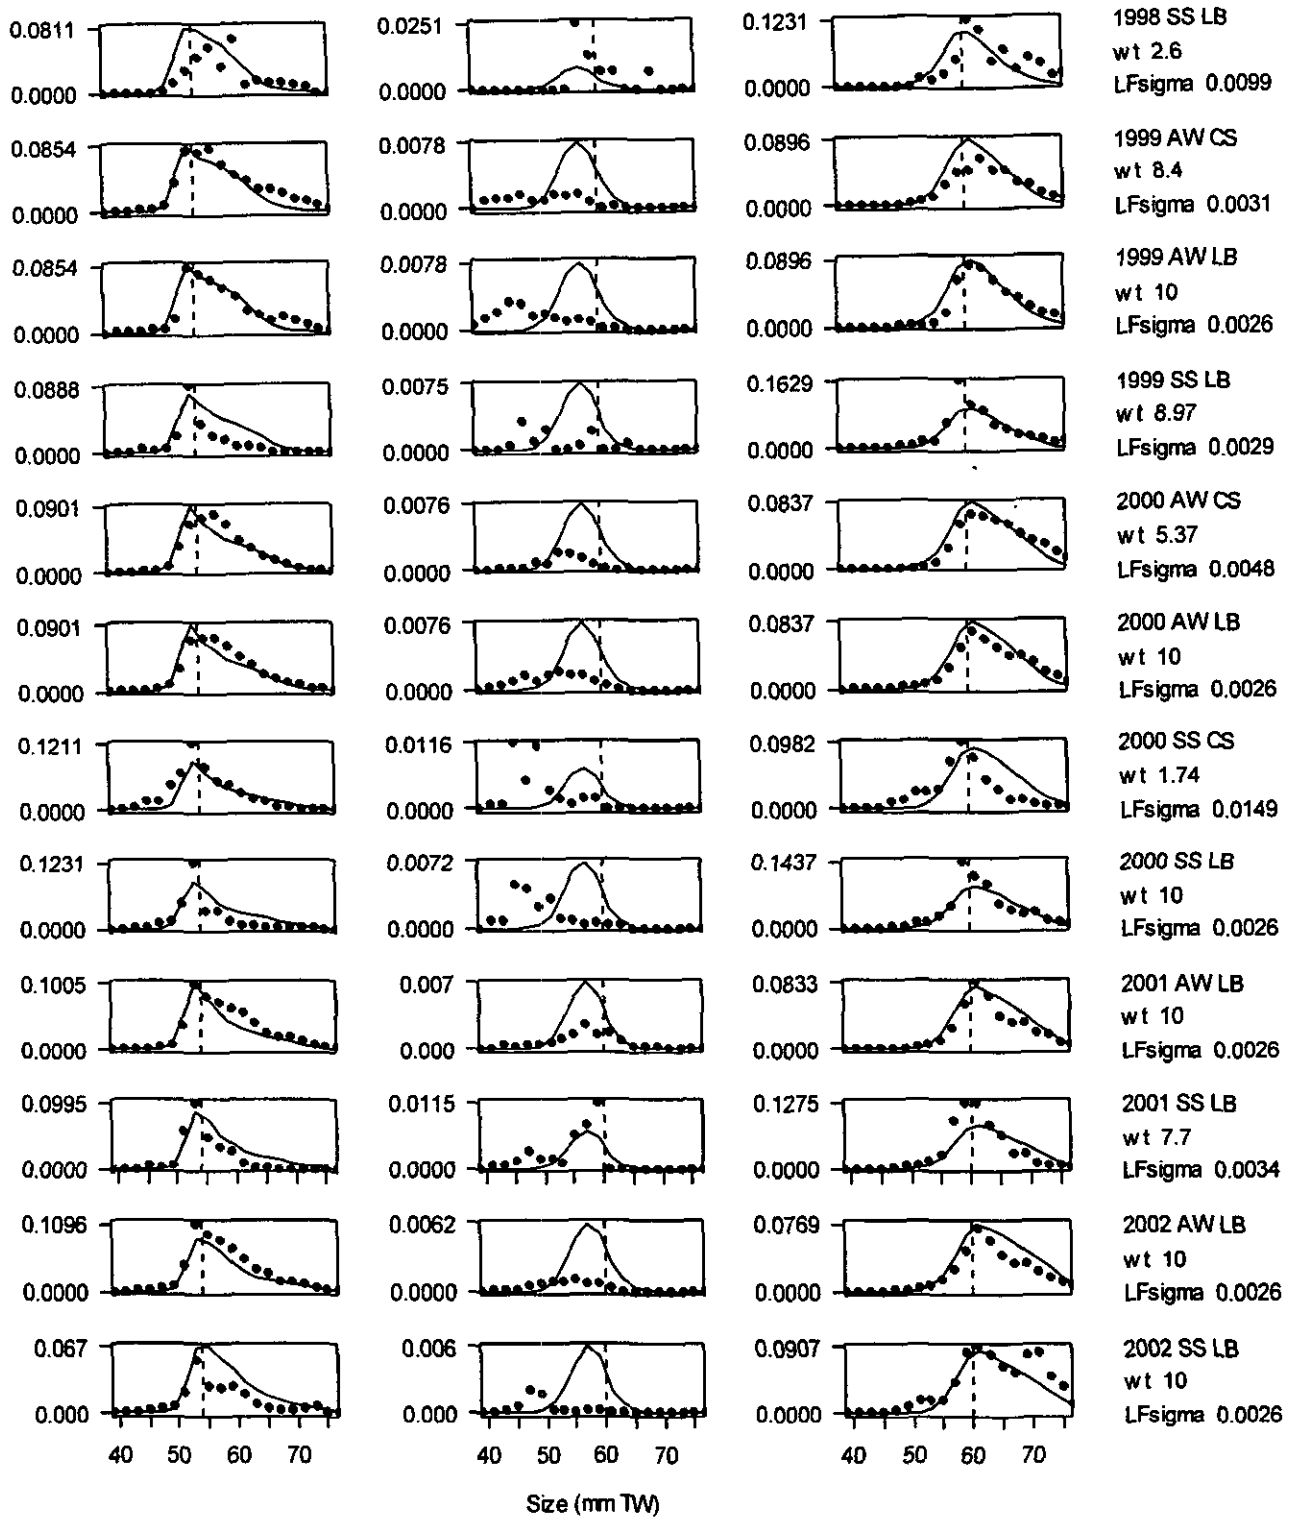 0.0811 0.0251 0.1231 1998 SS LB
wt 2.6
0.0000 0.0000 0.0000 LFsigma 0.0099
0.0854 0.0078 0.0896 1999 AW CS
wt 8.4
0.0000 0.0000 0.0000 LFsigma 0.0031
0.0854 0.0078 0.0896 1999 AW LB
wt 10
0.0000 0.0000 0.0000 LFsigma 0.0026
0.0888 0.0075 0.1629 1999 SS LB
wt 8.97
0.0000 0.0000 0.0000 LFsigma 0.0029
0.0901 0.0076 0.0837 2000 AW CS
wt 5.37
0.0000 0.0000 0.0000 LFsigma 0.0048
0.0901 0.0076 0.0837 2000 AW LB
wt 10
0.0000 0.0000 0.0000 LFsigma 0.0026
0.1211 0.0116 0.0982 2000 SS CS
wt 1.74
0.0000 0.0000 0.0000 LFsigma 0.0149
0.1231 0.0072 0.1437 2000 SS LB
wt 10
0.0000 0.0000 0.0000 LFsigma 0.0026
0.1005 0.007 0.0833 2001 AW LB
wt 10
0.0000 0.000 0.0000 LFsigma 0.0026
0.0995 0.0115 0.1275 2001 SS LB
wt 7.7
0.0000 0.0000 0.0000 LFsigma 0.0034
0.1096 0.0062 0.0769 2002 AW LB
wt 10
0.0000 0.0000 0.0000 LFsigma 0.0026
0.067 0.006 0.0907 2002 SS LB
wt 10
0.000 0.000 0.0000 LFsigma 0.0026
40 50 60 70 40 50 60 70 40 50 60 70
Size (mm TW)